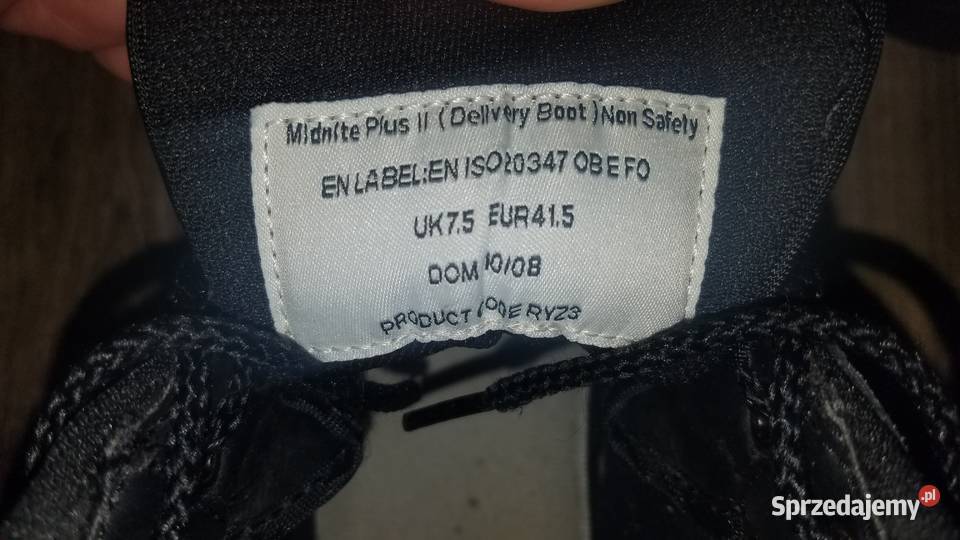 Midnite Plus II (Delivery Boot) Non Safety
EN LABEL:EN ISO20347 OB E FO
UK7.5 EUR41.5
DOM 10/08
PRODUCT CODE RYZ3
Sprzedajemy.pl